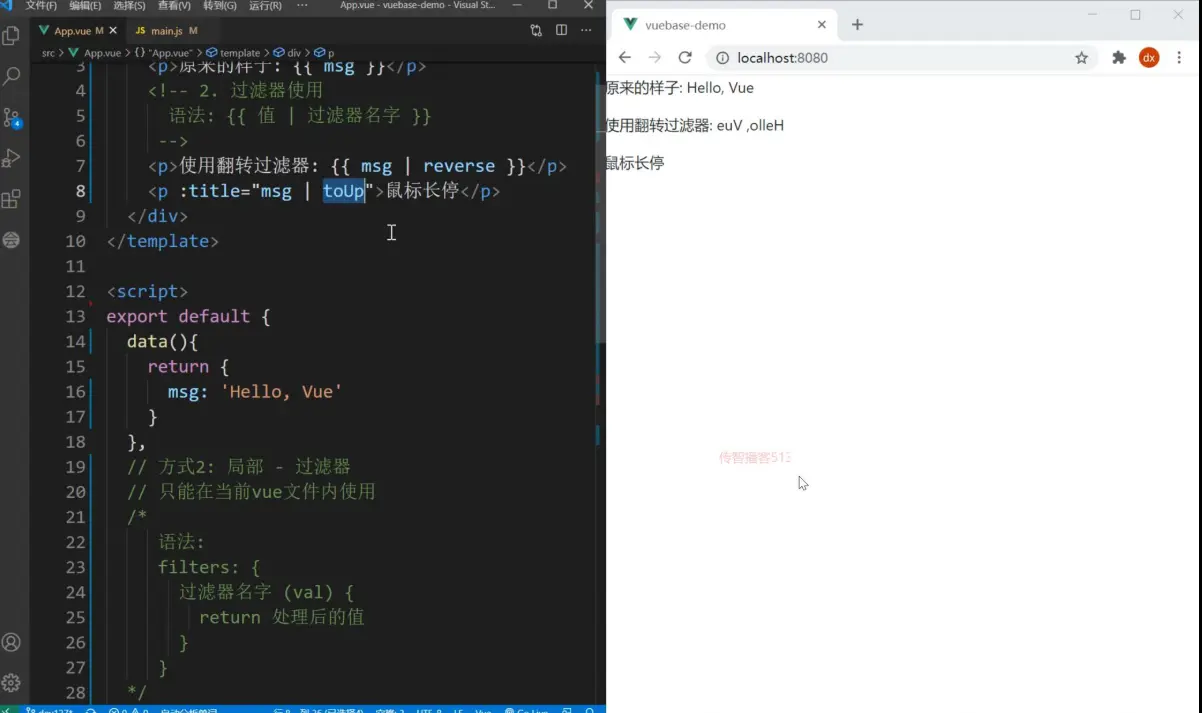 文件(F) 编辑(E) 选择(S) 查看(V) 转到(G) 运行(R) ··· App.vue - vuebase-demo - Visual St...
App.vue M
JS main.js M
src > App.vue > {} "App.vue" > template > div > p
3 <p>原来的样子: {{ msg }}</p>
4 <!-- 2. 过滤器使用
5 语法: {{ 值 | 过滤器名字 }}
6 -->
7 <p>使用翻转过滤器: {{ msg | reverse }}</p>
8 <p :title="msg | toUp">鼠标长停</p>
9 </div>
10 </template>
11
12 <script>
13 export default {
14 data(){
15 return {
16 msg: 'Hello, Vue'
17 }
18 },
19 // 方式2: 局部 - 过滤器
20 // 只能在当前vue文件内使用
21 /*
22 语法:
23 filters: {
24 过滤器名字 (val) {
25 return 处理后的值
26 }
27 }
28 */
4
vuebase-demo
localhost:8080
dx
原来的样子: Hello, Vue
使用翻转过滤器: euV ,olleH
鼠标长停
传智播客513